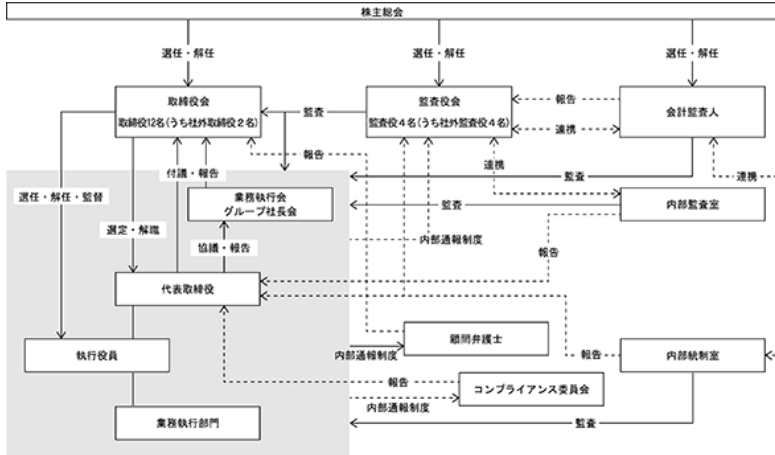 株主総会
選任・解任
選任・解任
選任・解任
取締役会
取締役12名(うち社外取締役2名)
監査
監査役会
監査役4名(うち社外監査役4名)
報告
連携
会計監査人
報告
付議・報告
連携
監査
連携
選任・解任・監督
業務執行会
グループ社長会
監査
内部監査室
選定・解職
協議・報告
内部通報制度
報告
代表取締役
執行役員
内部通報制度
顧問弁護士
報告
内部統制室
報告
コンプライアンス委員会
内部通報制度
業務執行部門
監査